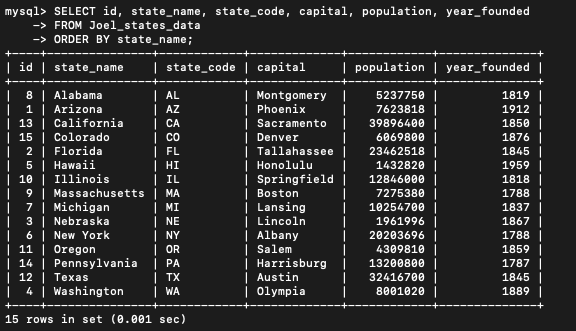 mysql> SELECT id, state_name, state_code, capital, population, year_founded
    -> FROM Joel_states_data
    -> ORDER BY state_name;
+----+---------------+------------+--------------+------------+--------------+
| id | state_name    | state_code | capital      | population | year_founded |
+----+---------------+------------+--------------+------------+--------------+
|  8 | Alabama       | AL         | Montgomery   |    5237750 |         1819 |
|  1 | Arizona       | AZ         | Phoenix      |    7623818 |         1912 |
| 13 | California    | CA         | Sacramento   |   39896400 |         1850 |
| 15 | Colorado      | CO         | Denver       |    6069800 |         1876 |
|  2 | Florida       | FL         | Tallahassee  |   23462518 |         1845 |
|  5 | Hawaii        | HI         | Honolulu     |    1432820 |         1959 |
| 10 | Illinois      | IL         | Springfield  |   12846000 |         1818 |
|  9 | Massachusetts | MA         | Boston       |    7275380 |         1788 |
|  7 | Michigan      | MI         | Lansing      |   10254700 |         1837 |
|  3 | Nebraska      | NE         | Lincoln      |    1961996 |         1867 |
|  6 | New York      | NY         | Albany       |   20203696 |         1788 |
| 11 | Oregon        | OR         | Salem        |    4309810 |         1859 |
| 14 | Pennsylvania  | PA         | Harrisburg   |   13200800 |         1787 |
| 12 | Texas         | TX         | Austin       |   32416700 |         1845 |
|  4 | Washington    | WA         | Olympia      |    8001020 |         1889 |
+----+---------------+------------+--------------+------------+--------------+
15 rows in set (0.001 sec)